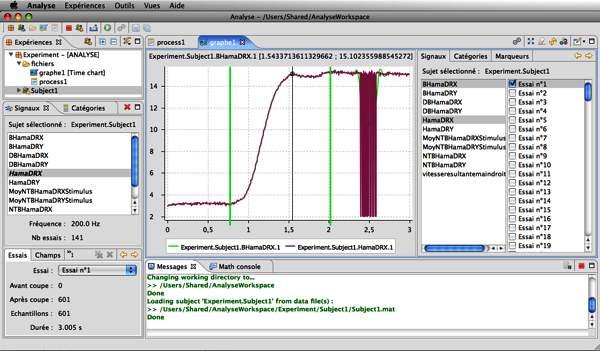 Analyse Expériences Editeur Outils Vues Aide
Analyse – /Users/Shared/AnalyseWorkspace
Expériences
Experiment - [ANALYSE]
fichiers
graphe1 [Time chart]
process1
Subject1
Signaux Catégories
Sujet sélectionné : Experiment.Subject1
BHamaDRX
BHamaDRY
DBHamaDRX
DBHamaDRY
HamaDRX
HamaDRY
MoyNTBHamaDRXStimulus
MoyNTBHamaDRYStimulus
NTBHamaDRX
Fréquence : 200.0 Hz
Nb essais : 141
Essais Champs
Essai : Essai n°1
Avant coupe : 0
Après coupe : 601
Echantillons : 601
Durée : 3.005 s
process1 graphe1
Experiment.Subject1.BHamaDRX.1 [1.5433713611329662 ; 15.102355988545272]
14
12
10
8
6
4
2
0 0,5 1 1,5 2 2,5 3
Experiment.Subject1.BHamaDRX.1 Experiment.Subject1.HamaDRX.1
Signaux Catégories Marqueurs
Sujet sélectionné : Experiment.Subject1
BHamaDRX
BHamaDRY
DBHamaDRX
DBHamaDRY
HamaDRX
HamaDRY
MoyNTBHamaDRXStimulus
MoyNTBHamaDRYStimulus
NTBHamaDRX
NTBHamaDRY
vitesseresultantemaindroit
Essai n°1
Essai n°2
Essai n°3
Essai n°4
Essai n°5
Essai n°6
Essai n°7
Essai n°8
Essai n°9
Essai n°10
Essai n°11
Essai n°12
Essai n°13
Essai n°14
Essai n°15
Essai n°16
Essai n°17
Essai n°18
Essai n°19
Messages Math console
Changing working directory to...
>> /Users/Shared/AnalyseWorkspace
Done
Loading subject 'Experiment.Subject1' from data file(s) :
>> /Users/Shared/AnalyseWorkspace/Experiment/Subject1/Subject1.mat
Done